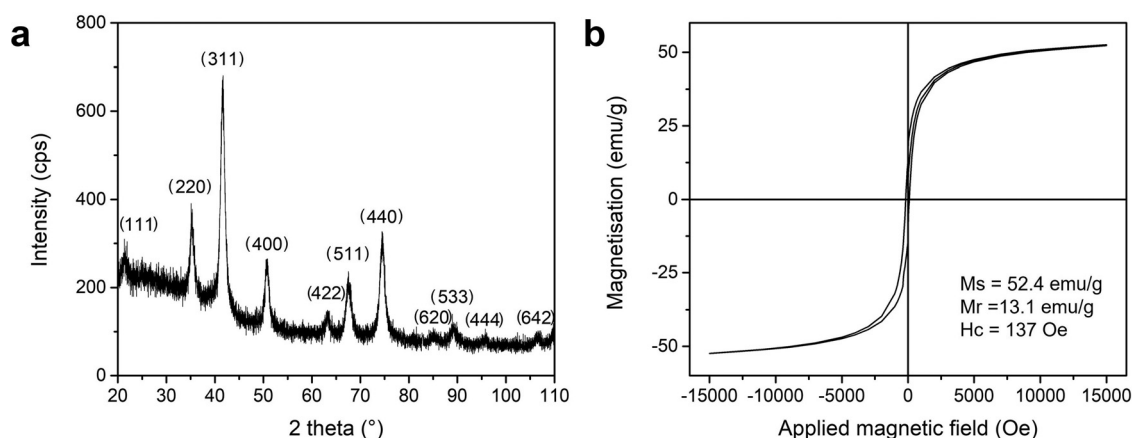 a
Intensity (cps)
800
600
400
200
0
(111)
(220)
(311)
(400)
(422)
(511)
(440)
(620)
(533)
(444)
(642)
20 30 40 50 60 70 80 90 100 110
2 theta (°)
b
Magnetisation (emu/g)
50
25
0
-25
-50
Ms = 52.4 emu/g
Mr =13.1 emu/g
Hc = 137 Oe
-15000 -10000 -5000 0 5000 10000 15000
Applied magnetic field (Oe)